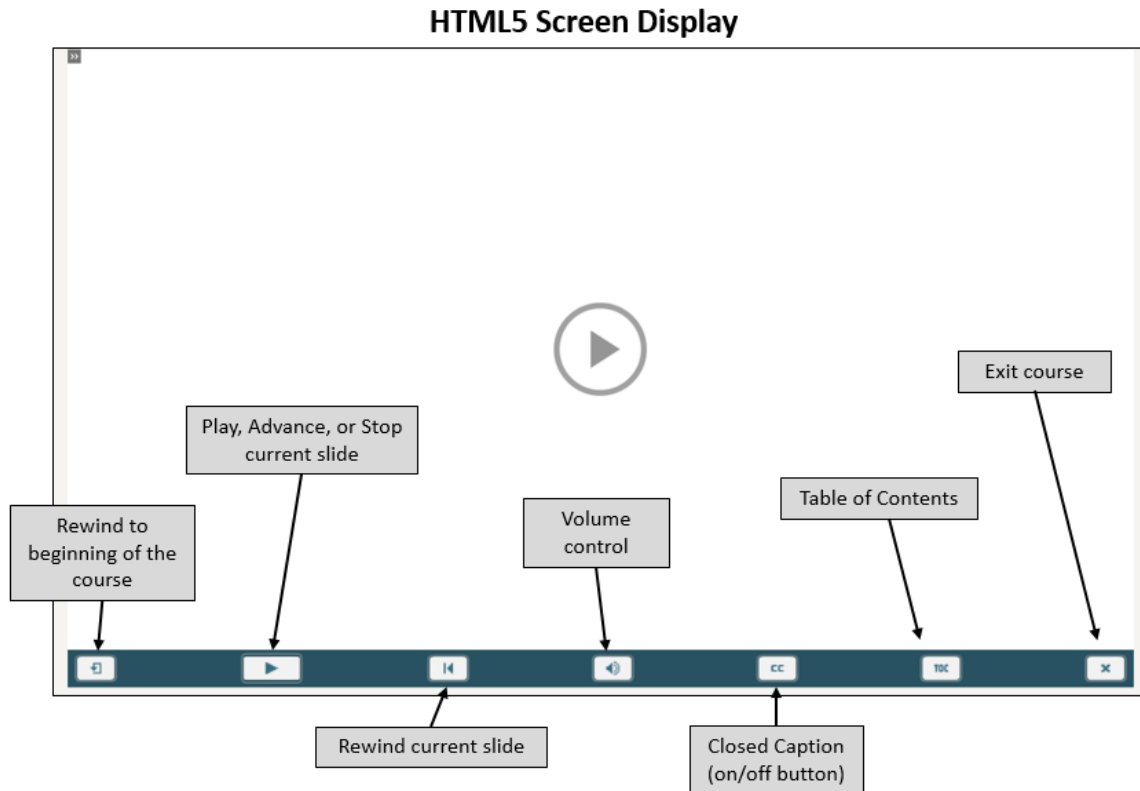 HTML5 Screen Display
Exit course
Play, Advance, or Stop
current slide
Table of Contents
Rewind to
beginning of the
course
Volume
control
CC
TOC
Rewind current slide
Closed Caption
(on/off button)